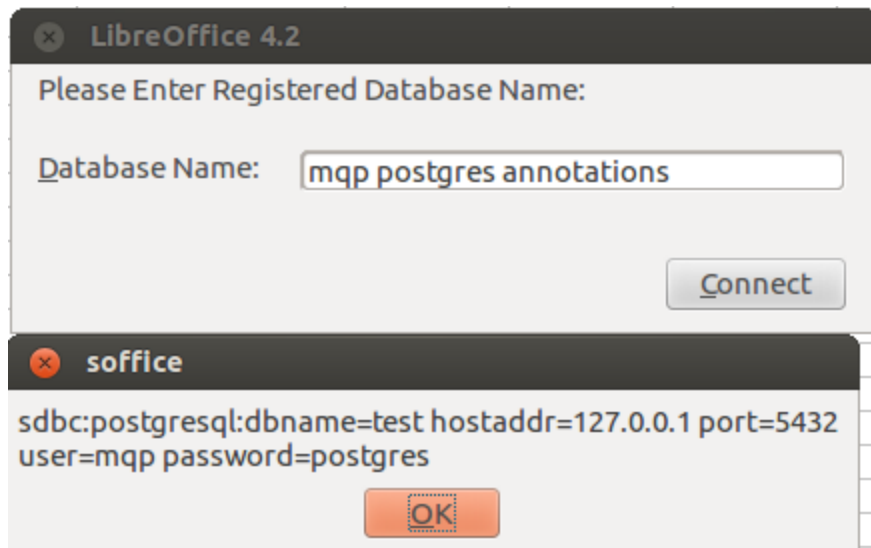 LibreOffice 4.2
Please Enter Registered Database Name:
Database Name: mqp postgres annotations
Connect
soffice
sdbc:postgresql:dbname=test hostaddr=127.0.0.1 port=5432
user=mqp password=postgres
OK